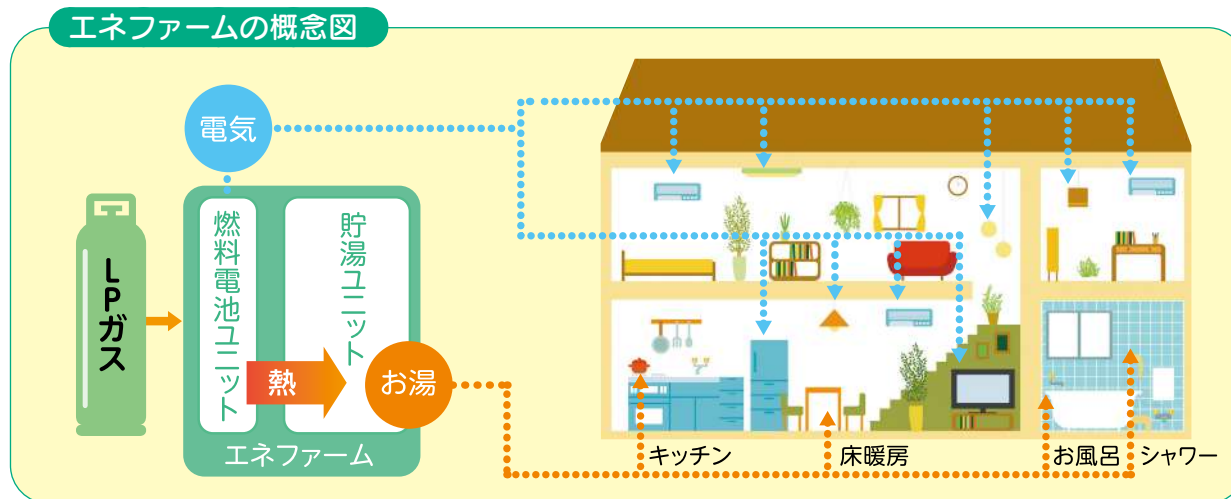 エネファームの概念図
電気
LPガス
燃料電池ユニット
貯湯ユニット
熱
お湯
エネファーム
キッチン
床暖房
お風呂
シャワー